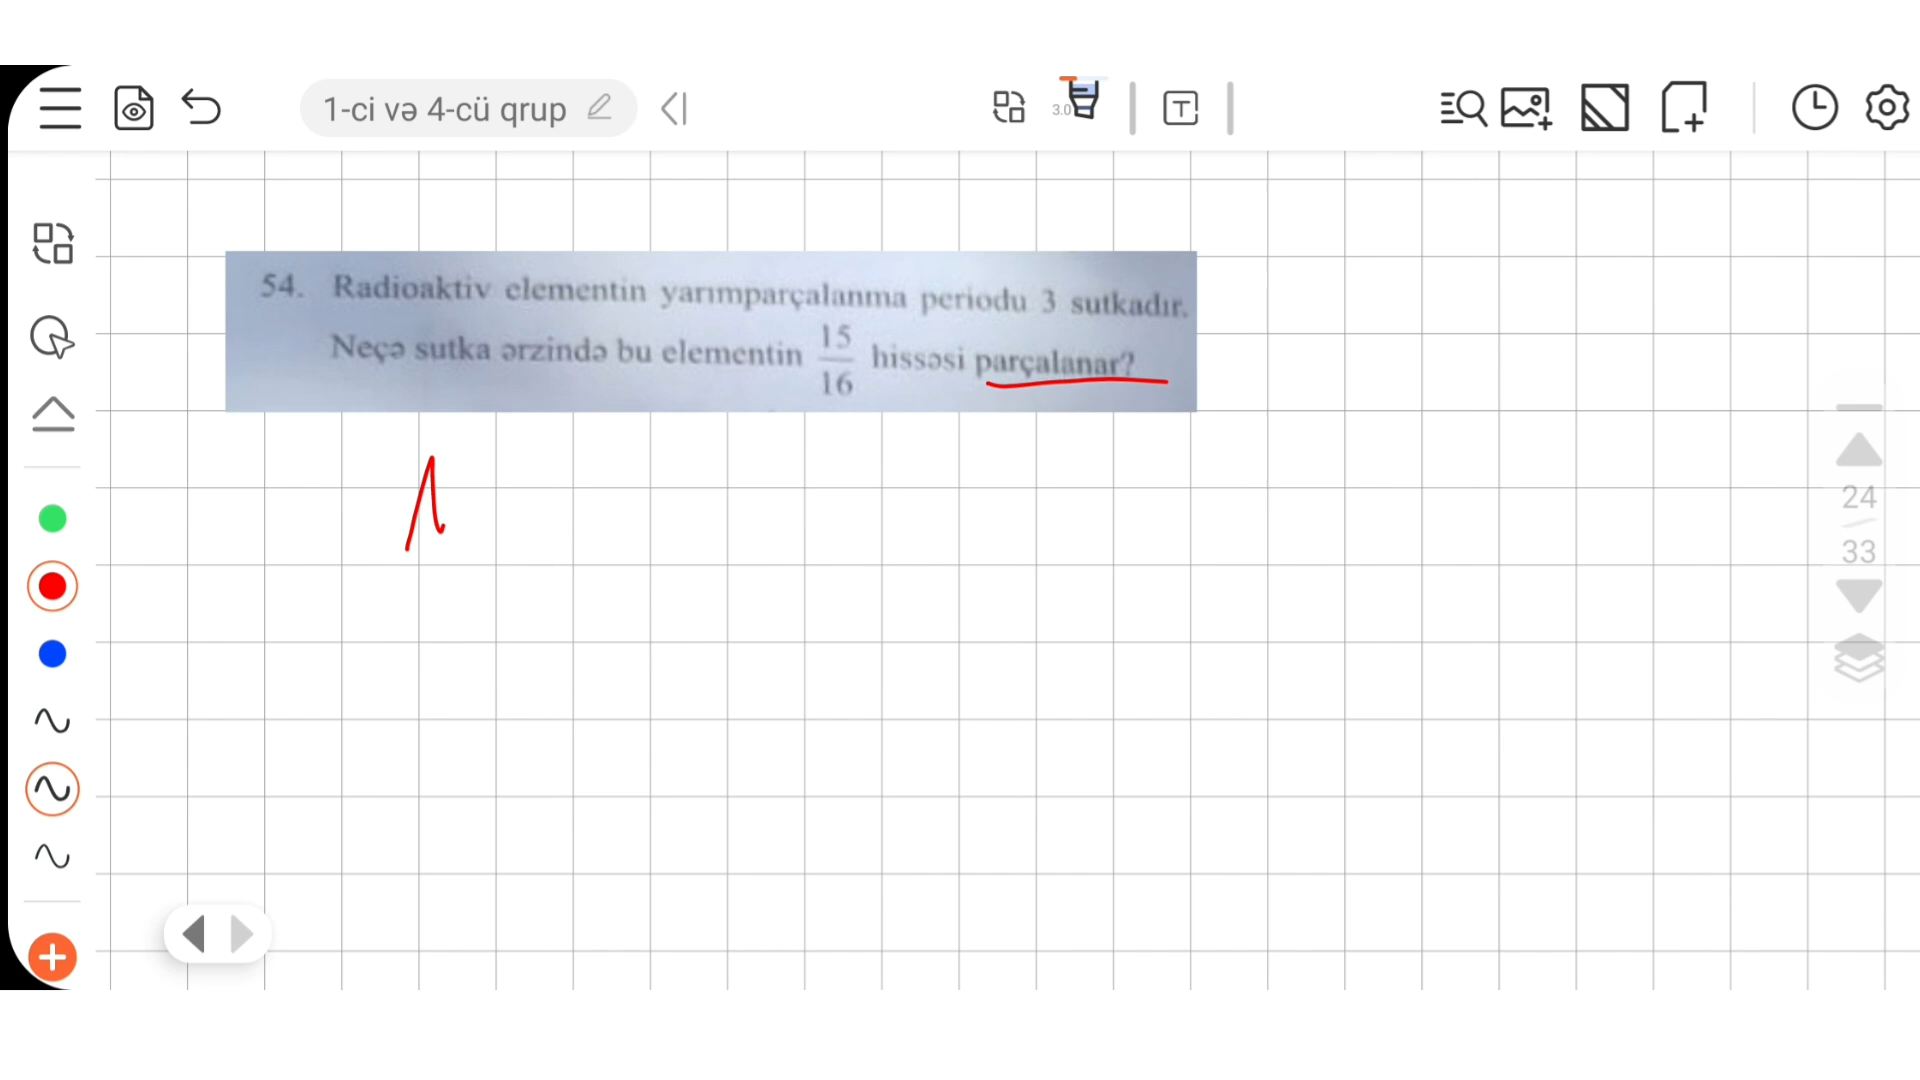 1-ci və 4-cü qrup
3.0
T
54. Radioaktiv elementin yarımparçalanma periodu 3 sutkadır.
Neçə sutka ərzində bu elementin 15/16 hissəsi parçalanar?
1
24
33